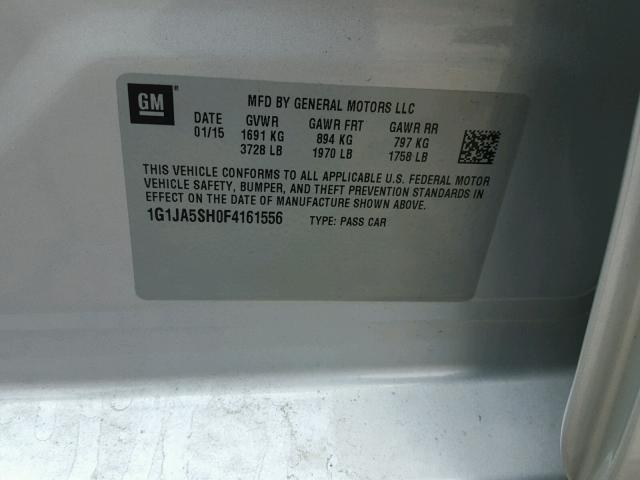 GM
MFD BY GENERAL MOTORS LLC
DATE GVWR GAWR FRT GAWR RR
01/15 1691 KG 894 KG 797 KG
3728 LB 1970 LB 1758 LB
THIS VEHICLE CONFORMS TO ALL APPLICABLE U.S. FEDERAL MOTOR
VEHICLE SAFETY, BUMPER, AND THEFT PREVENTION STANDARDS IN
EFFECT ON THE DATE OF MANUFACTURE SHOWN ABOVE.
1G1JA5SH0F4161556 TYPE: PASS CAR